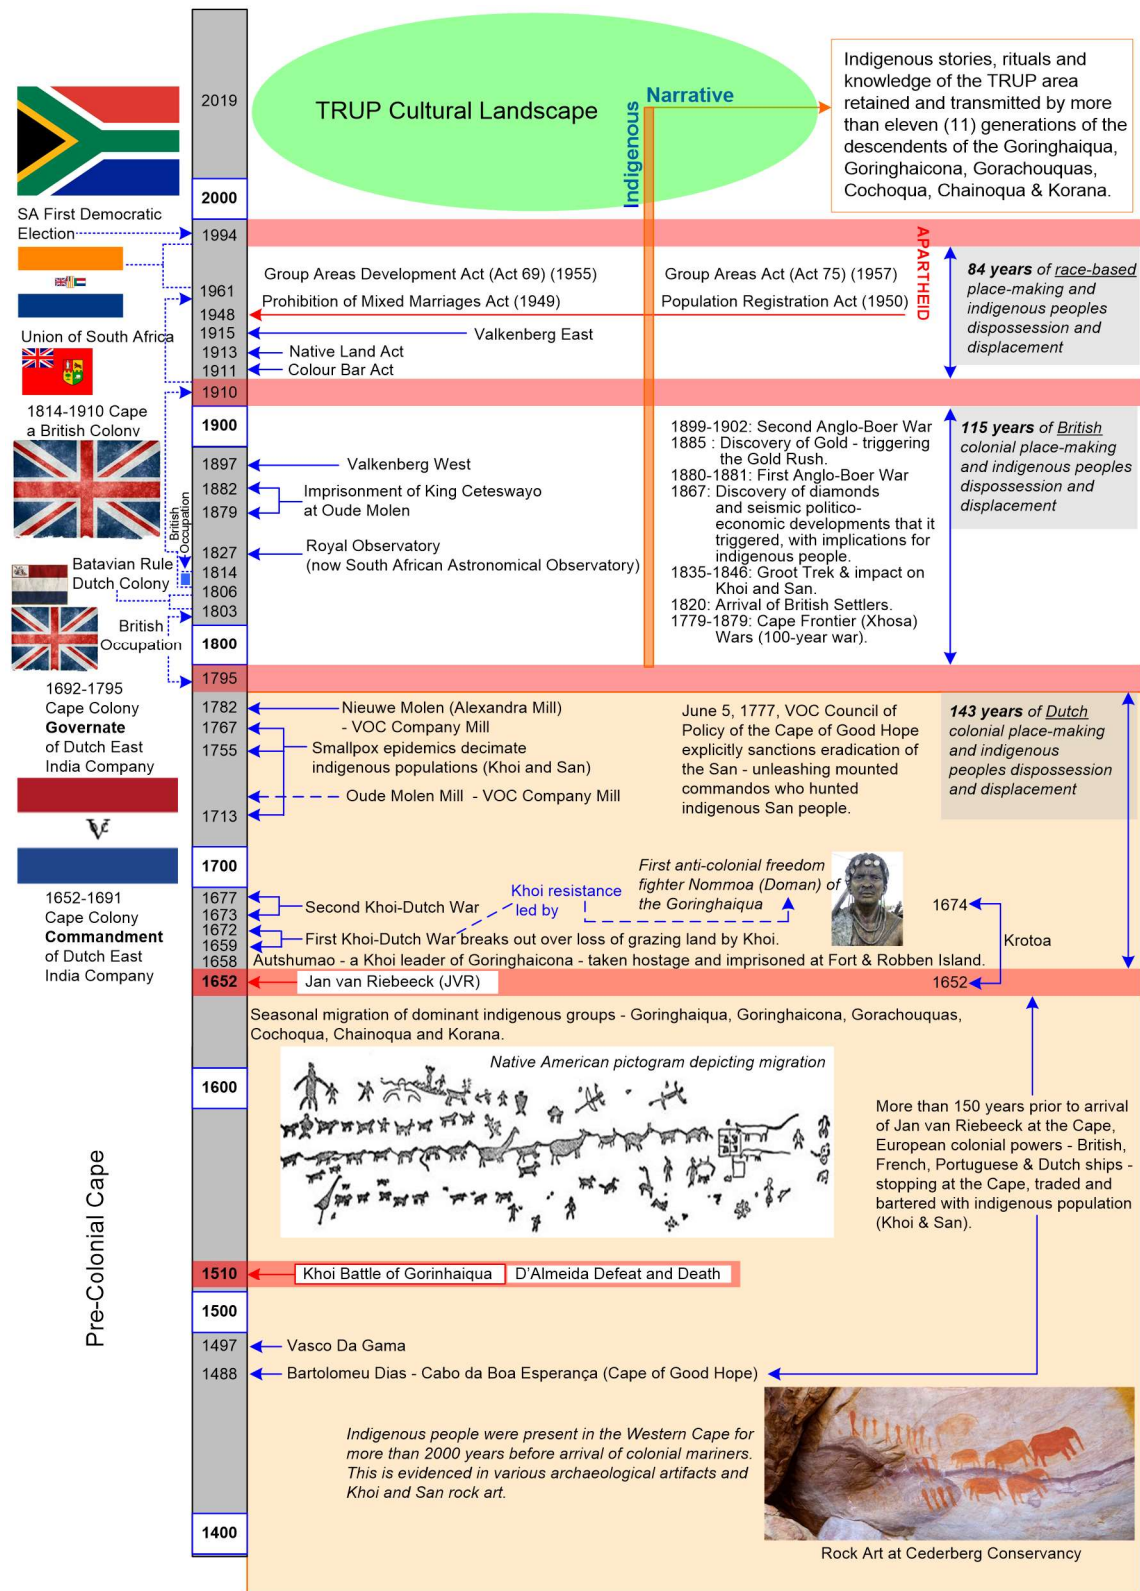 2019
TRUP Cultural Landscape
Indigenous
Narrative
Indigenous stories, rituals and
knowledge of the TRUP area
retained and transmitted by more
than eleven (11) generations of the
descendents of the Goringhaiqua,
Goringhaicona, Gorachouquas,
Cochoqua, Chainoqua & Korana.
2000
SA First Democratic
Election
1994
APARTHEID
Group Areas Development Act (Act 69) (1955)
Group Areas Act (Act 75) (1957)
1961
Prohibition of Mixed Marriages Act (1949)
Population Registration Act (1950)
1948
84 years of race-based
place-making and
indigenous peoples
dispossession and
displacement
1915
Valkenberg East
Union of South Africa
1913
Native Land Act
1911
Colour Bar Act
1910
1814-1910 Cape
a British Colony
1900
1899-1902: Second Anglo-Boer War
1885 : Discovery of Gold - triggering
the Gold Rush.
1880-1881: First Anglo-Boer War
1867: Discovery of diamonds
and seismic politico-
economic developments that it
triggered, with implications for
indigenous people.
1835-1846: Groot Trek & impact on
Khoi and San.
1820: Arrival of British Settlers.
1779-1879: Cape Frontier (Xhosa)
Wars (100-year war).
115 years of British
colonial place-making
and indigenous peoples
dispossession and
displacement
1897
Valkenberg West
1882
Imprisonment of King Ceteswayo
at Oude Molen
1879
British
Occupation
1827
Royal Observatory
(now South African Astronomical Observatory)
Batavian Rule
Dutch Colony
1814
1806
1803
British
Occupation
1800
1795
1692-1795
Cape Colony
Governate
of Dutch East
India Company
1782
Nieuwe Molen (Alexandra Mill)
- VOC Company Mill
1767
1755
Smallpox epidemics decimate
indigenous populations (Khoi and San)
Oude Molen Mill - VOC Company Mill
1713
June 5, 1777, VOC Council of
Policy of the Cape of Good Hope
explicitly sanctions eradication of
the San - unleashing mounted
commandos who hunted
indigenous San people.
143 years of Dutch
colonial place-making
and indigenous
peoples dispossession
and displacement
VOC
1700
1652-1691
Cape Colony
Commandment
of Dutch East
India Company
1677
1673
Second Khoi-Dutch War
Khoi resistance
led by
First anti-colonial freedom
fighter Nommoa (Doman) of
the Goringhaiqua
1674
Krotoa
1672
1659
First Khoi-Dutch War breaks out over loss of grazing land by Khoi.
1658
Autshumao - a Khoi leader of Goringhaicona - taken hostage and imprisoned at Fort & Robben Island.
1652
Jan van Riebeeck (JVR)
1652
Seasonal migration of dominant indigenous groups - Goringhaiqua, Goringhaicona, Gorachouquas,
Cochoqua, Chainoqua and Korana.
Native American pictogram depicting migration
1600
More than 150 years prior to arrival
of Jan van Riebeeck at the Cape,
European colonial powers - British,
French, Portuguese & Dutch ships -
stopping at the Cape, traded and
bartered with indigenous population
(Khoi & San).
Pre-Colonial Cape
1510
Khoi Battle of Gorinhaiqua
D'Almeida Defeat and Death
1500
1497
Vasco Da Gama
1488
Bartolomeu Dias - Cabo da Boa Esperança (Cape of Good Hope)
Indigenous people were present in the Western Cape for
more than 2000 years before arrival of colonial mariners.
This is evidenced in various archaeological artifacts and
Khoi and San rock art.
1400
Rock Art at Cederberg Conservancy